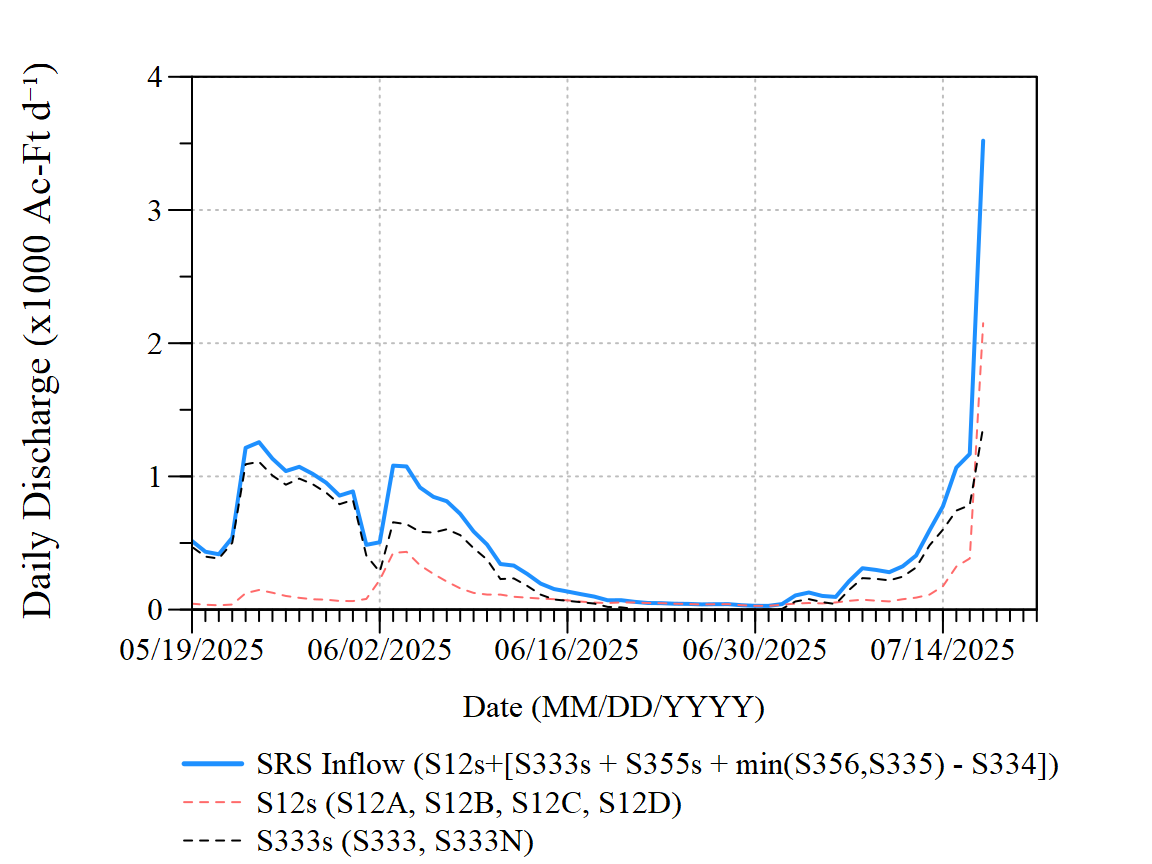 Daily Discharge (x1000 Ac-Ft d⁻¹)
4
3
2
1
0
05/19/2025 06/02/2025 06/16/2025 06/30/2025 07/14/2025
Date (MM/DD/YYYY)
SRS Inflow (S12s+[S333s + S355s + min(S356,S335) - S334])
S12s (S12A, S12B, S12C, S12D)
S333s (S333, S333N)